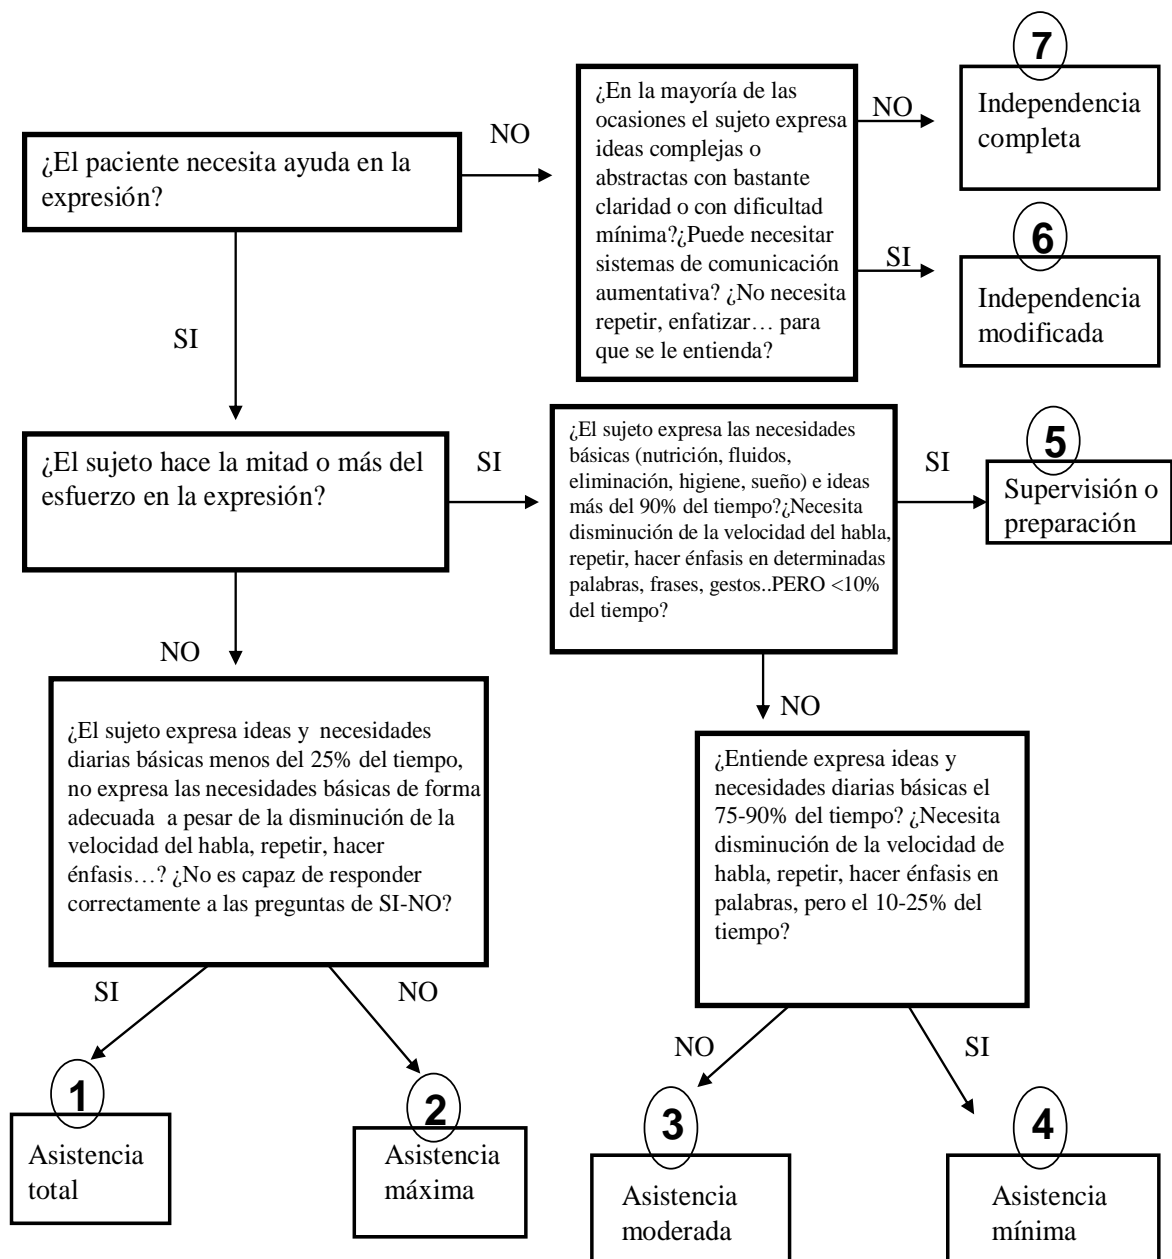 ¿El paciente necesita ayuda en la
expresión?
NO
¿En la mayoría de las
ocasiones el sujeto expresa
ideas complejas o
abstractas con bastante
claridad o con dificultad
mínima?¿Puede necesitar
sistemas de comunicación
aumentativa? ¿No necesita
repetir, enfatizar… para
que se le entienda?
NO
7
Independencia
completa
SI
6
Independencia
modificada
SI
¿El sujeto hace la mitad o más del
esfuerzo en la expresión?
SI
¿El sujeto expresa las necesidades
básicas (nutrición, fluidos,
eliminación, higiene, sueño) e ideas
más del 90% del tiempo?¿Necesita
disminución de la velocidad del habla,
repetir, hacer énfasis en determinadas
palabras, frases, gestos..PERO <10%
del tiempo?
SI
5
Supervisión o
preparación
NO
¿El sujeto expresa ideas y necesidades
diarias básicas menos del 25% del tiempo,
no expresa las necesidades básicas de forma
adecuada a pesar de la disminución de la
velocidad del habla, repetir, hacer
énfasis…? ¿No es capaz de responder
correctamente a las preguntas de SI-NO?
NO
¿Entiende expresa ideas y
necesidades diarias básicas el
75-90% del tiempo? ¿Necesita
disminución de la velocidad de
habla, repetir, hacer énfasis en
palabras, pero el 10-25% del
tiempo?
SI
1
Asistencia
total
NO
2
Asistencia
máxima
NO
3
Asistencia
moderada
SI
4
Asistencia
mínima